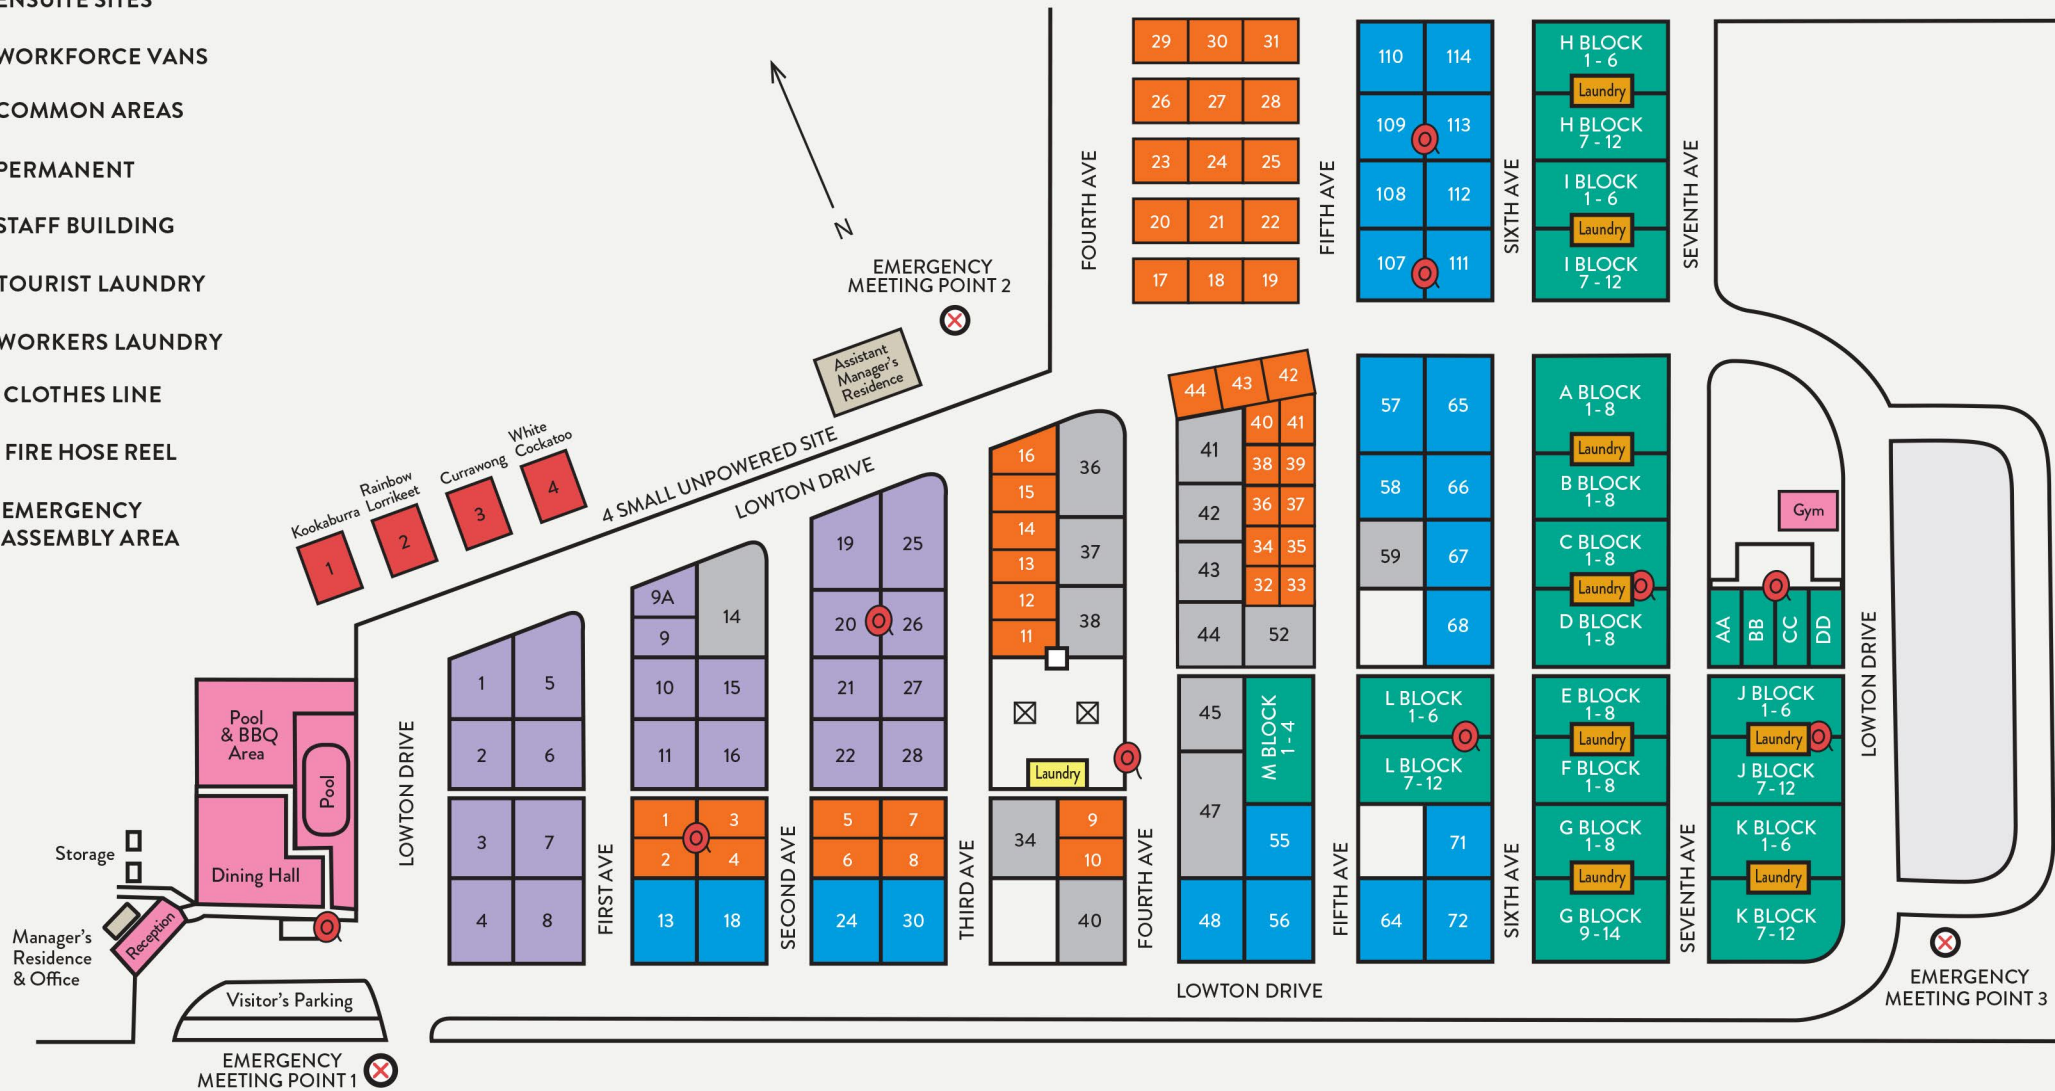 ENSUITE SITES
WORKFORCE VANS
COMMON AREAS
PERMANENT
STAFF BUILDING
TOURIST LAUNDRY
WORKERS LAUNDRY
CLOTHES LINE
FIRE HOSE REEL
EMERGENCY
ASSEMBLY AREA
N
EMERGENCY
MEETING POINT 2
Assistant
Manager's
Residence
Kookaburra
1
Rainbow
Lorrikeet
2
Currawong
3
White
Cockatoo
4
4 SMALL UNPOWERED SITE
LOWTON DRIVE
Pool
& BBQ
Area
Pool
Dining Hall
Storage
Reception
Manager's
Residence
& Office
Visitor's Parking
EMERGENCY
MEETING POINT 1
LOWTON DRIVE
1 5
2 6
3 7
4 8
FIRST AVE
9A
9
14
10 15
11 16
1 3
2 4
13 18
SECOND AVE
19 25
20 26
21 27
22 28
5 7
6 8
24 30
THIRD AVE
16
15
14
13
12
11
36
37
38
Laundry
34
9
10
40
FOURTH AVE
FOURTH AVE
29 30 31
26 27 28
23 24 25
20 21 22
17 18 19
44 43 42
40 41
38 39
36 37
34 35
32 33
41
42
43
44
52
45
47
M BLOCK
1 - 4
55
48 56
LOWTON DRIVE
FIFTH AVE
FIFTH AVE
110 114
109 113
108 112
107 111
57 65
58 66
59 67
68
L BLOCK
1-6
L BLOCK
7-12
71
64 72
SIXTH AVE
SIXTH AVE
H BLOCK
1 - 6
Laundry
H BLOCK
7 - 12
I BLOCK
1 - 6
Laundry
I BLOCK
7 - 12
A BLOCK
1- 8
Laundry
B BLOCK
1- 8
C BLOCK
1- 8
Laundry
D BLOCK
1- 8
E BLOCK
1- 8
Laundry
F BLOCK
1- 8
G BLOCK
1- 8
Laundry
G BLOCK
9 - 14
SEVENTH AVE
SEVENTH AVE
Gym
AA BB CC DD
J BLOCK
1- 6
Laundry
J BLOCK
7-12
K BLOCK
1- 6
Laundry
K BLOCK
7-12
LOWTON DRIVE
EMERGENCY
MEETING POINT 3